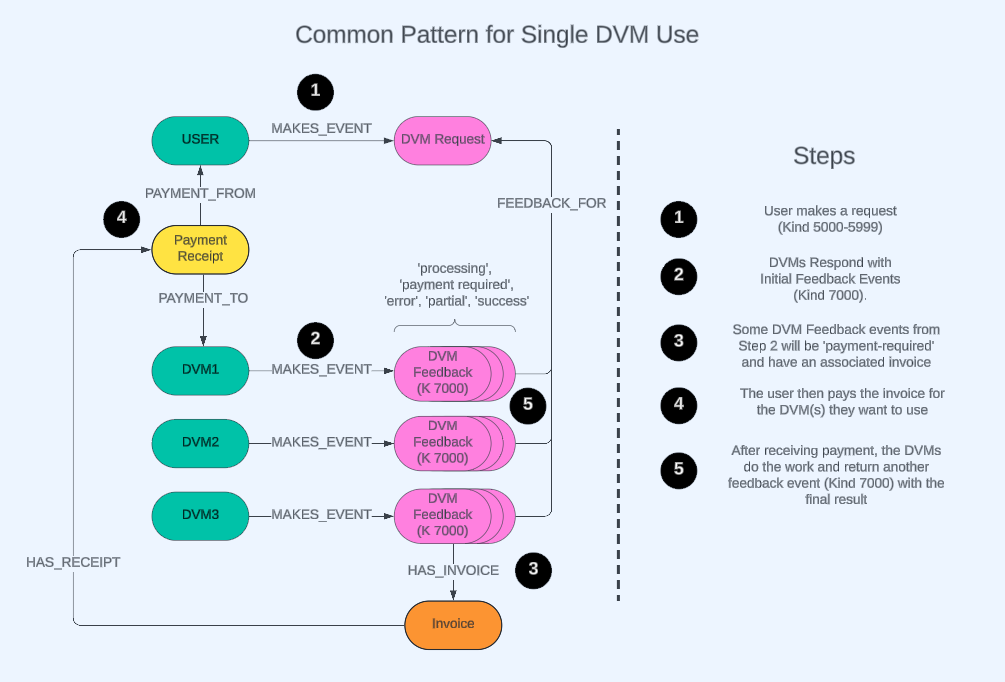 Common Pattern for Single DVM Use
1
MAKES_EVENT
USER
DVM Request
PAYMENT_FROM
FEEDBACK_FOR
4
Payment
Receipt
PAYMENT_TO
'processing',
'payment required',
'error', 'partial', 'success'
2
DVM1
MAKES_EVENT
DVM
Feedback
(K 7000)
5
DVM2
MAKES_EVENT
DVM
Feedback
(K 7000)
DVM3
MAKES_EVENT
DVM
Feedback
(K 7000)
HAS_RECEIPT
HAS_INVOICE
3
Invoice
Steps
1
User makes a request
(Kind 5000-5999)
2
DVMs Respond with
Initial Feedback Events
(Kind 7000).
3
Some DVM Feedback events from
Step 2 will be 'payment-required'
and have an associated invoice
4
The user then pays the invoice for
the DVM(s) they want to use
5
After receiving payment, the DVMs
do the work and return another
feedback event (Kind 7000) with the
final result